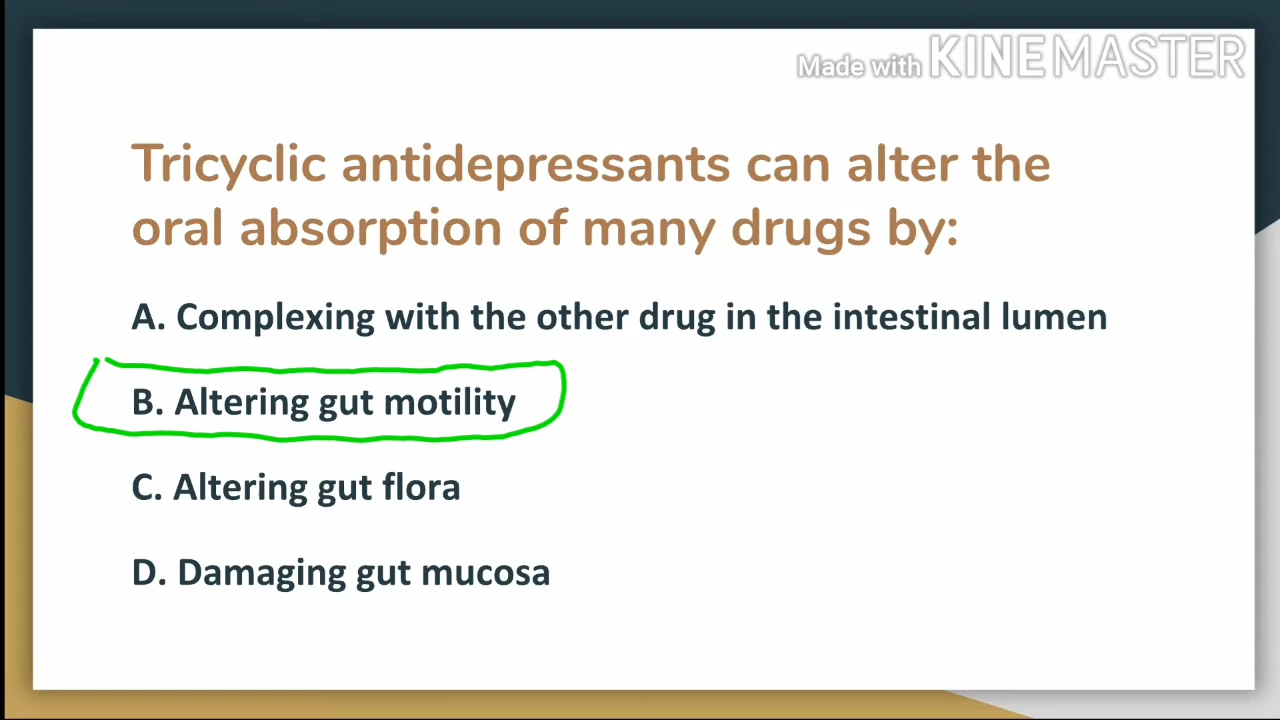 Made with KINEMASTER
Tricyclic antidepressants can alter the
oral absorption of many drugs by:
A. Complexing with the other drug in the intestinal lumen
B. Altering gut motility
C. Altering gut flora
D. Damaging gut mucosa